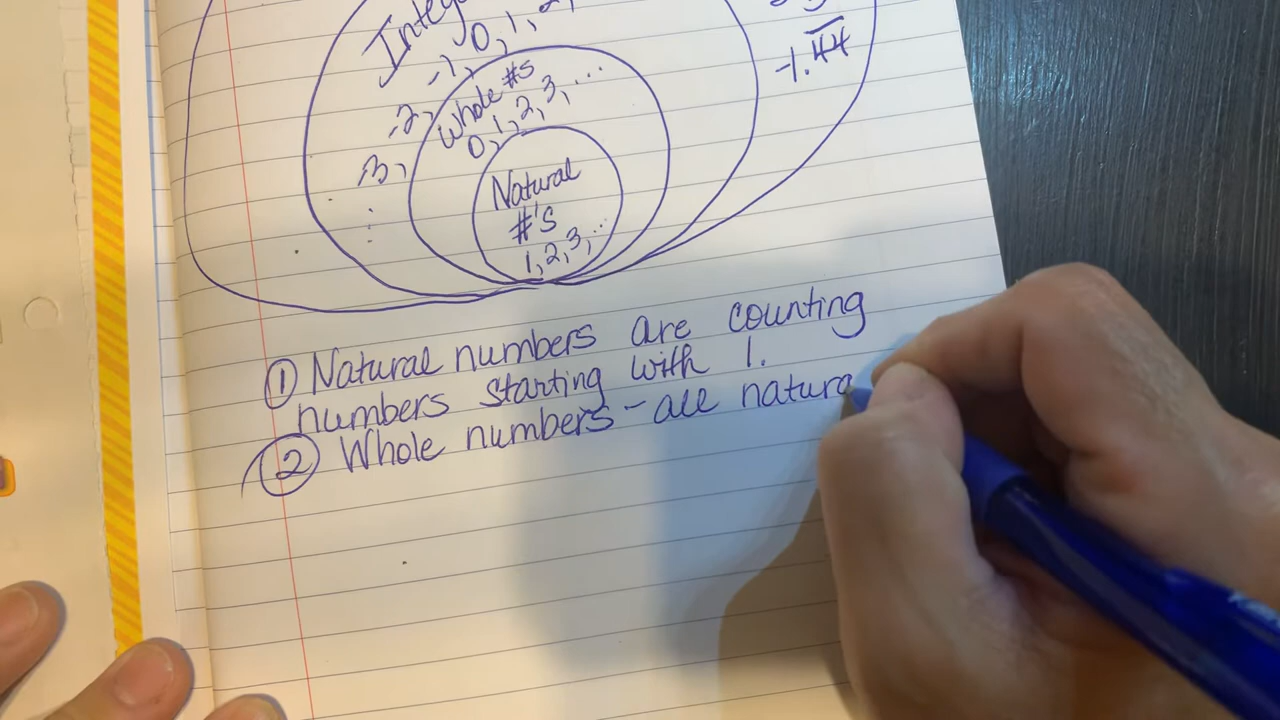 -1.44
-1, 0, 1,
-2,
-3,
Whole #s
0, 1, 2, 3, ...
Natural
#'s
1, 2, 3, ...
① Natural numbers are counting
numbers starting with 1.
② Whole numbers - all natura